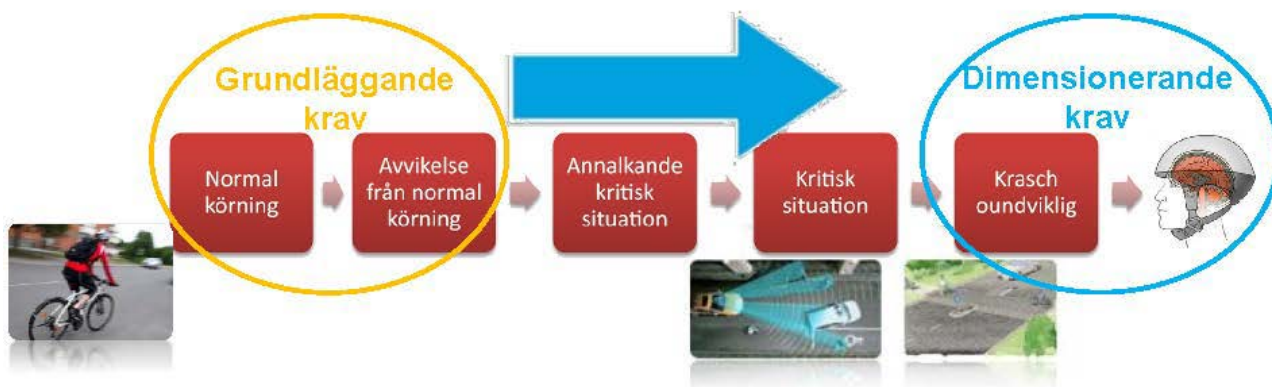 Grundläggande
krav
Dimensionerande
krav
Normal
körning
Avvikelse
från normal
körning
Annalkande
kritisk
situation
Kritisk
situation
Krasch
oundviklig